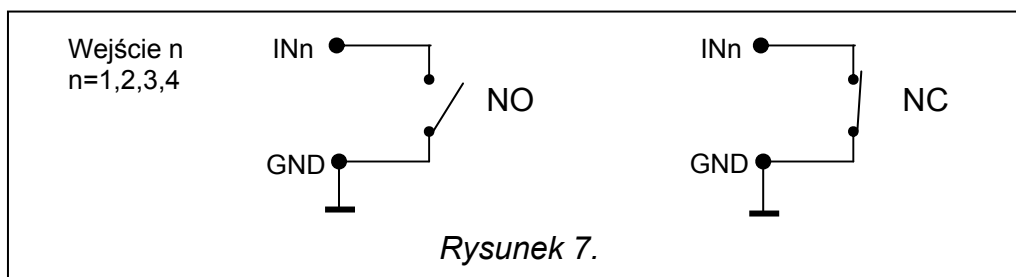 Wejście n
n=1,2,3,4
INn
NO
GND
INn
NC
GND
Rysunek 7.